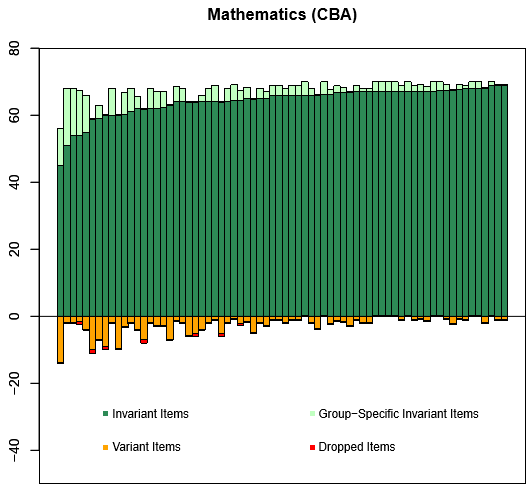 Mathematics (CBA)
80
60
40
20
0
−20
−40
Invariant Items
Group−Specific Invariant Items
Variant Items
Dropped Items